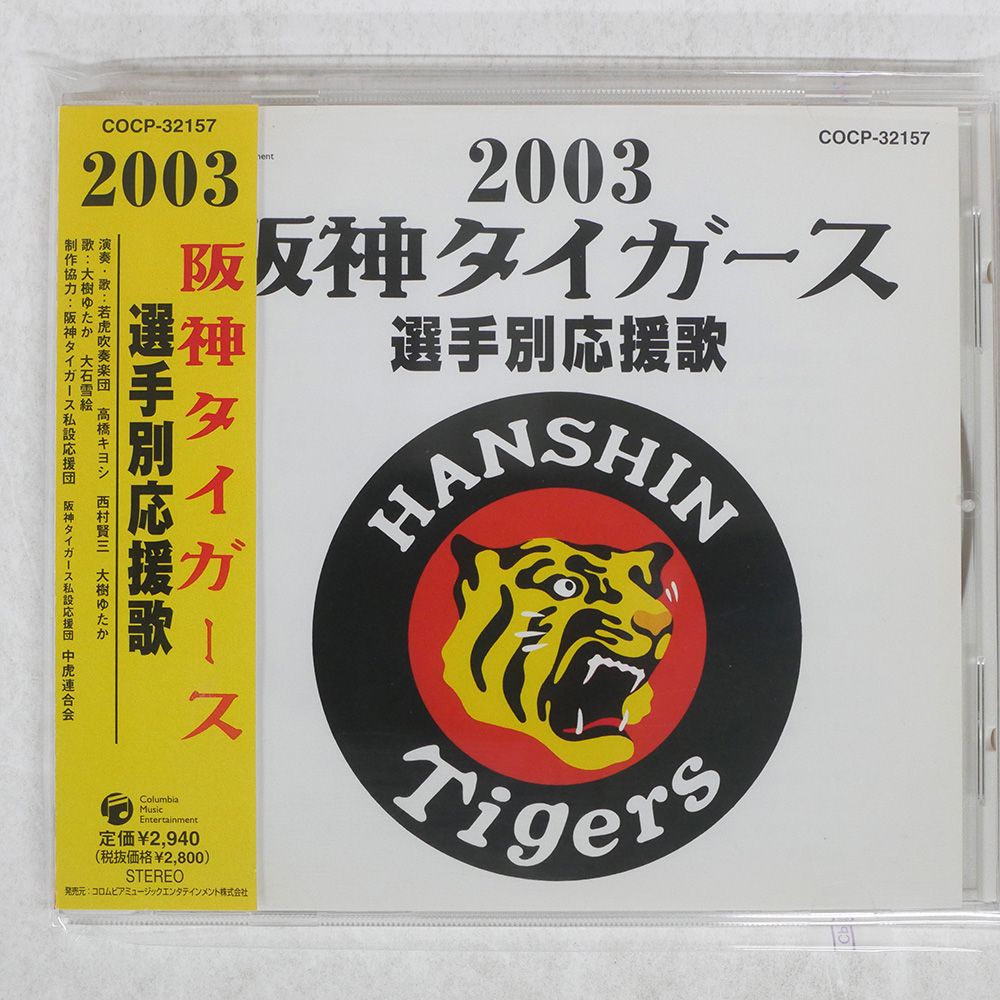 COCP-32157
2003
阪神タイガース
選手別応援歌
演奏・歌：若虎吹奏楽団 高橋キヨシ 西村賢三 大樹ゆたか
歌：大樹ゆたか 大石雪絵
制作協力：阪神タイガース私設応援団 阪神タイガース私設応援団 中虎連合会
Columbia
Music
Entertainment
定価¥2,940
(税抜価格¥2,800)
STEREO
発売元：コロムビアミュージックエンタテインメント株式会社
COCP-32157
2003
阪神タイガース
選手別応援歌
HANSHIN
Tigers